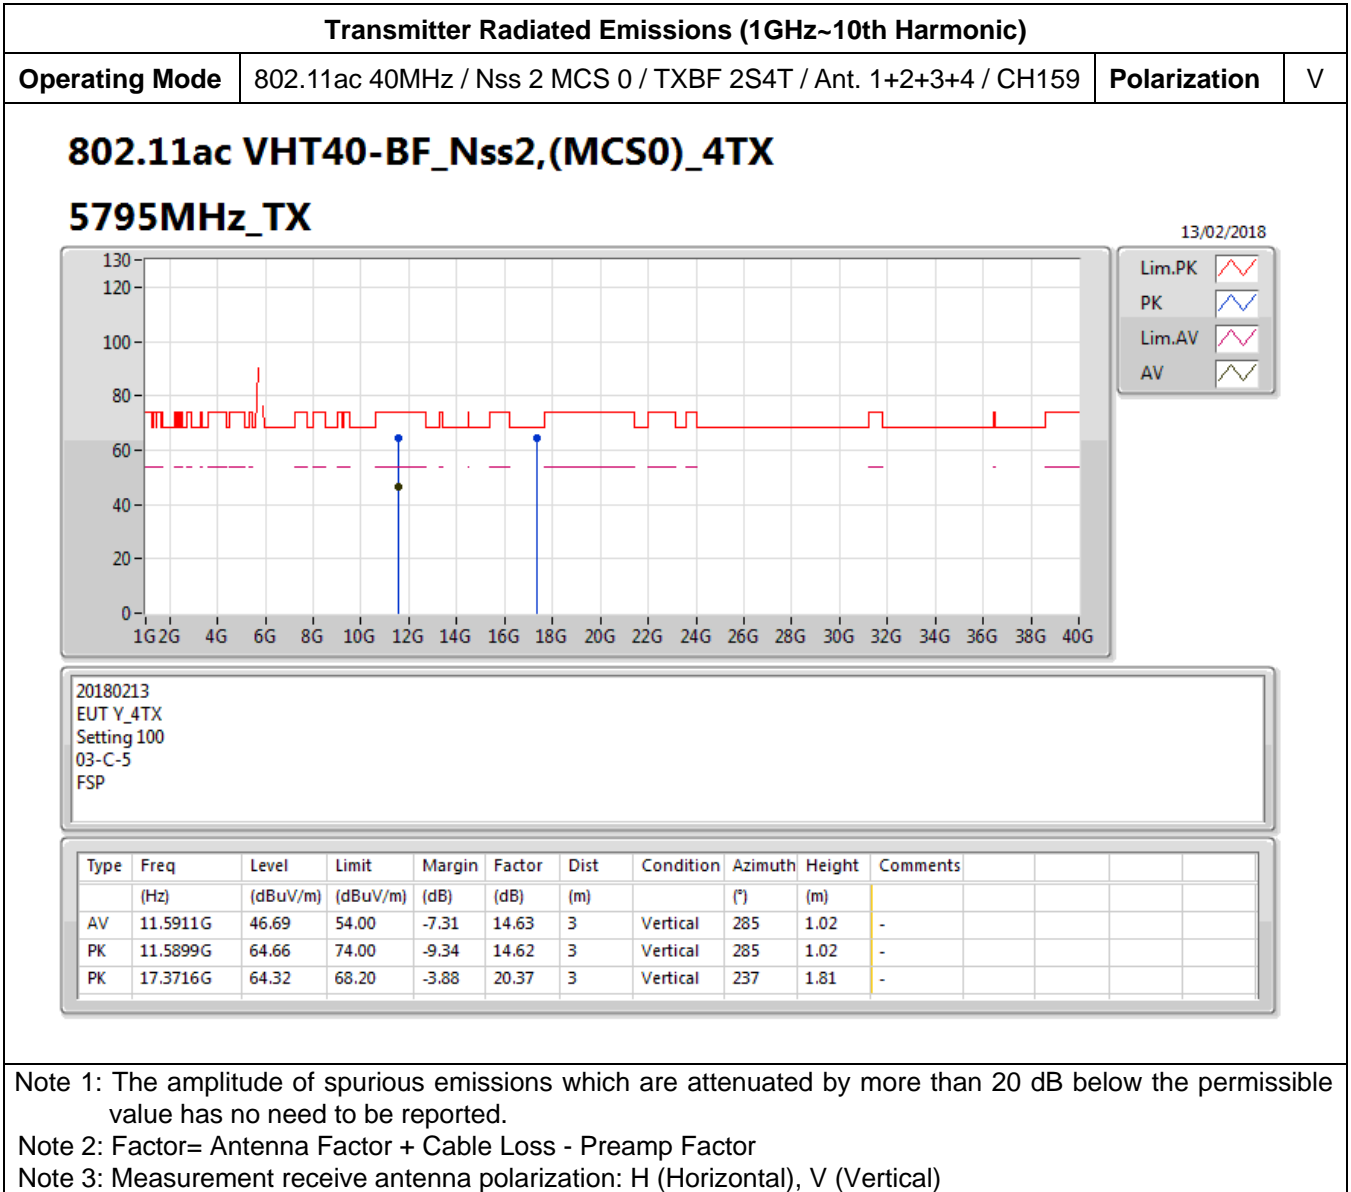 Transmitter Radiated Emissions (1GHz~10th Harmonic)
Operating Mode 802.11ac 40MHz / Nss 2 MCS 0 / TXBF 2S4T / Ant. 1+2+3+4 / CH159 Polarization V
802.11ac VHT40-BF_Nss2,(MCS0)_4TX
5795MHz_TX
13/02/2018
130
120
100
80
60
40
20
0
1G 2G 4G 6G 8G 10G 12G 14G 16G 18G 20G 22G 24G 26G 28G 30G 32G 34G 36G 38G 40G
Lim.PK
PK
Lim.AV
AV
20180213
EUT Y_4TX
Setting 100
03-C-5
FSP
Type Freq Level Limit Margin Factor Dist Condition Azimuth Height Comments
(Hz) (dBuV/m) (dBuV/m) (dB) (dB) (m) (°) (m)
AV 11.5911G 46.69 54.00 -7.31 14.63 3 Vertical 285 1.02 -
PK 11.5899G 64.66 74.00 -9.34 14.62 3 Vertical 285 1.02 -
PK 17.3716G 64.32 68.20 -3.88 20.37 3 Vertical 237 1.81 -
Note 1: The amplitude of spurious emissions which are attenuated by more than 20 dB below the permissible
value has no need to be reported.
Note 2: Factor= Antenna Factor + Cable Loss - Preamp Factor
Note 3: Measurement receive antenna polarization: H (Horizontal), V (Vertical)